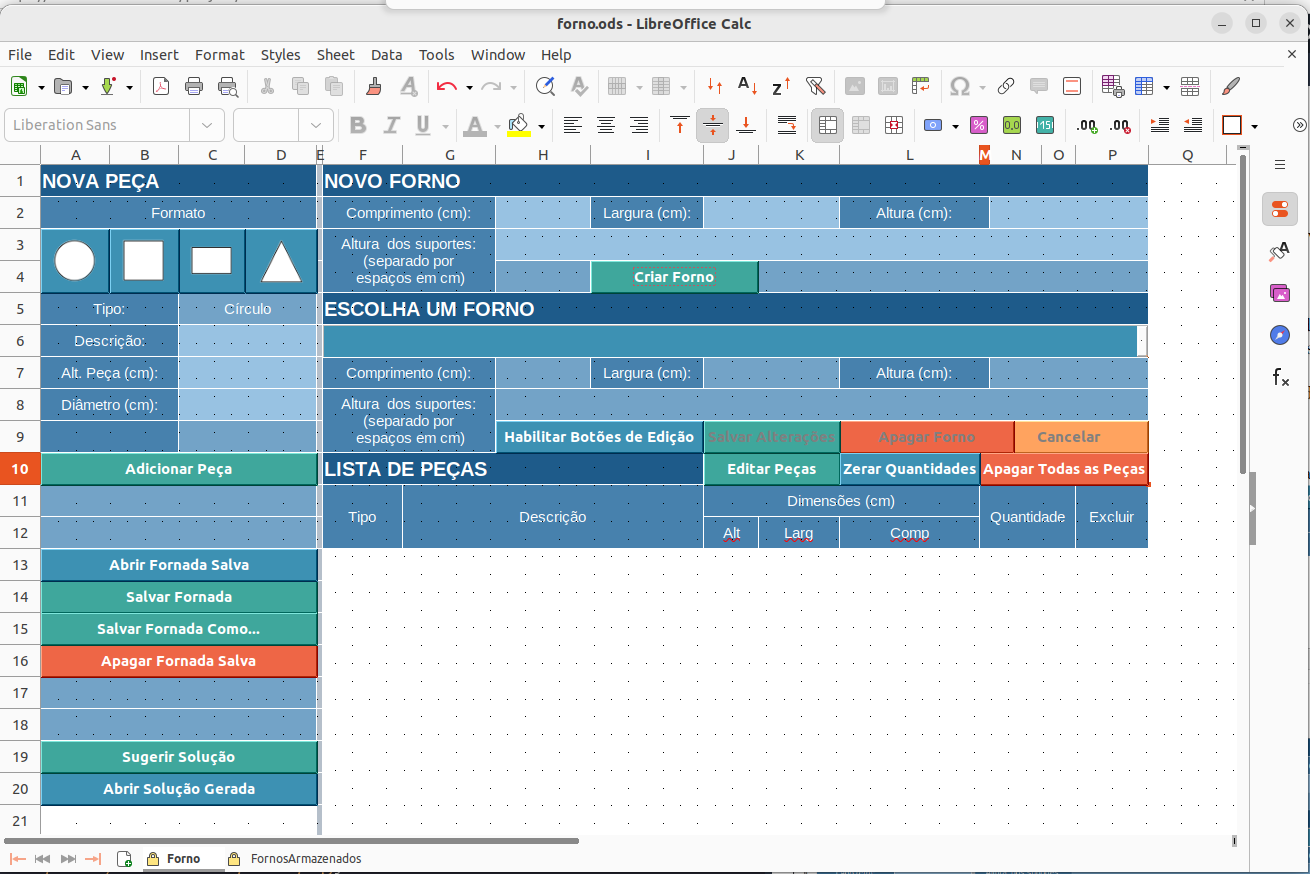 forno.ods - LibreOffice Calc
File Edit View Insert Format Styles Sheet Data Tools Window Help
Liberation Sans
A B C D E F G H I J K L M N O P Q
1 NOVA PEÇA NOVO FORNO
2 Formato Comprimento (cm): Largura (cm): Altura (cm):
3 Altura dos suportes:
(separado por
4 espaços em cm) Criar Forno
5 Tipo: Círculo ESCOLHA UM FORNO
6 Descrição:
7 Alt. Peça (cm): Comprimento (cm): Largura (cm): Altura (cm):
8 Diâmetro (cm): Altura dos suportes:
(separado por
9 espaços em cm) Habilitar Botões de Edição Salvar Alterações Apagar Forno Cancelar
10 Adicionar Peça LISTA DE PEÇAS Editar Peças Zerar Quantidades Apagar Todas as Peças
11 Dimensões (cm)
Tipo Descrição Quantidade Excluir
12 Alt Larg Comp
13 Abrir Fornada Salva
14 Salvar Fornada
15 Salvar Fornada Como...
16 Apagar Fornada Salva
17
18
19 Sugerir Solução
20 Abrir Solução Gerada
21
Forno FornosArmazenados